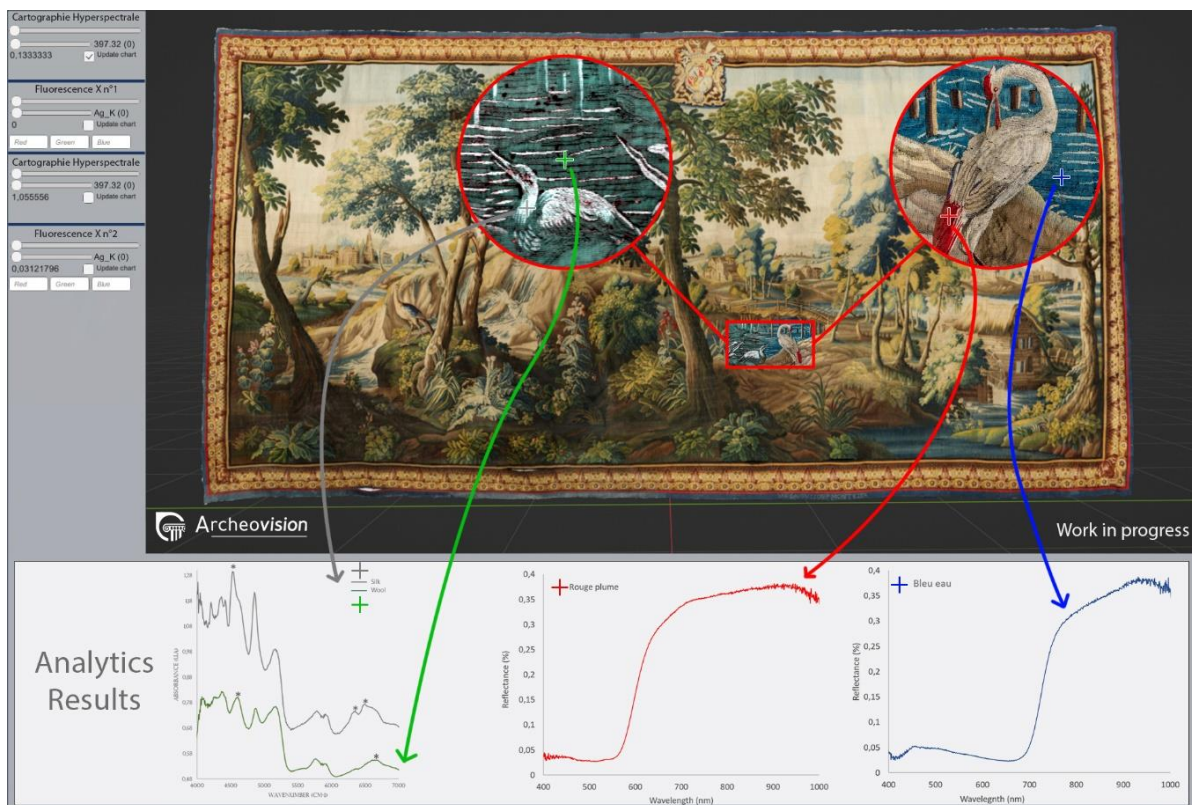 Cartographie Hyperspectrale
397.32 (0)
0,1333333
Update chart
Fluorescence X n°1
Ag_K (0)
0
Update chart
Red Green Blue
Cartographie Hyperspectrale
397.32 (0)
1,055556
Update chart
Fluorescence X n°2
Ag_K (0)
0,03121796
Update chart
Red Green Blue
Archeovision
Work in progress
Analytics
Results
Silk
Wool
ABSORBANCE (U.A)
4000 4500 5000 5500 6000 6500 7000
WAVENUMBER (CM-1)
Rouge plume
Reflectance (%)
0,4
0,35
0,3
0,25
0,2
0,15
0,1
0,05
0
400 500 600 700 800 900 1000
Wavelength (nm)
Bleu eau
Reflectance (%)
0,4
0,35
0,3
0,25
0,2
0,15
0,1
0,05
0
400 500 600 700 800 900 1000
Wavelegnth (nm)